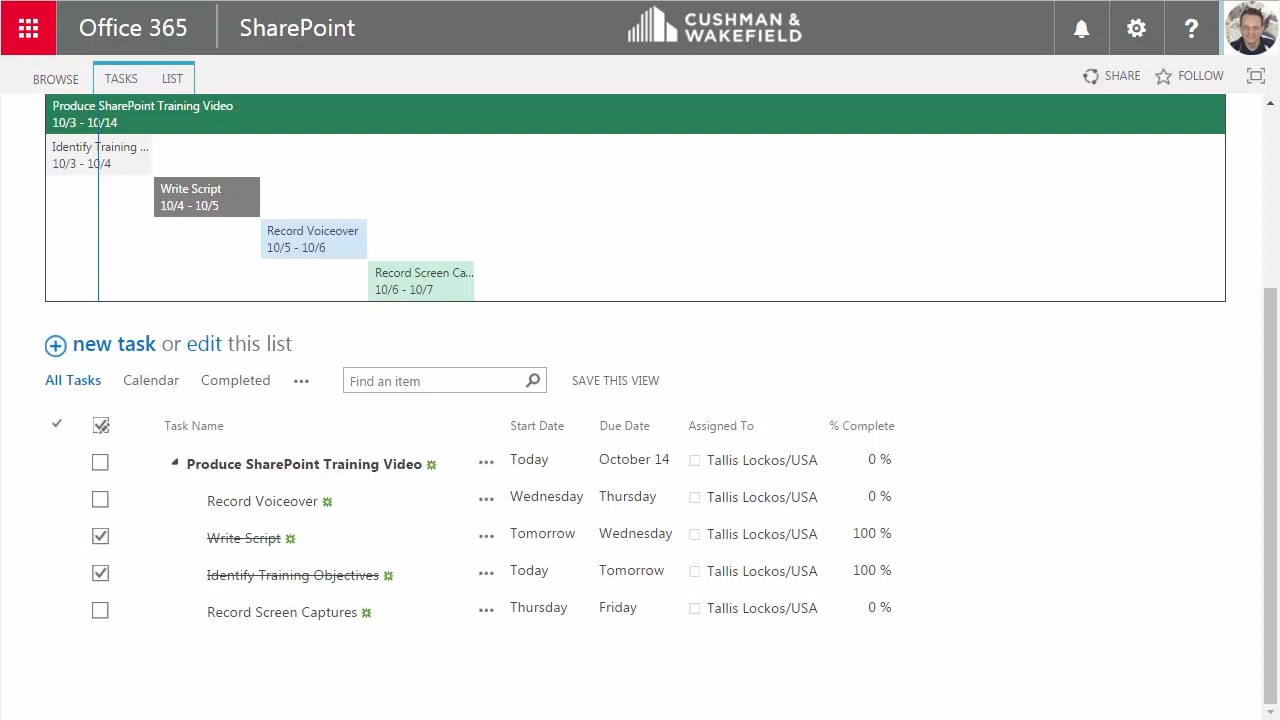 Office 365
SharePoint
CUSHMAN &
WAKEFIELD
?
BROWSE
TASKS
LIST
SHARE
FOLLOW
Produce SharePoint Training Video
10/3 - 10/14
Identify Training ...
10/3 - 10/4
Write Script
10/4 - 10/5
Record Voiceover
10/5 - 10/6
Record Screen Ca...
10/6 - 10/7
new task or edit this list
All Tasks Calendar Completed ... Find an item SAVE THIS VIEW
Task Name Start Date Due Date Assigned To % Complete
Produce SharePoint Training Video ... Today October 14 Tallis Lockos/USA 0 %
Record Voiceover ... Wednesday Thursday Tallis Lockos/USA 0 %
Write Script ... Tomorrow Wednesday Tallis Lockos/USA 100 %
Identify Training Objectives ... Today Tomorrow Tallis Lockos/USA 100 %
Record Screen Captures ... Thursday Friday Tallis Lockos/USA 0 %